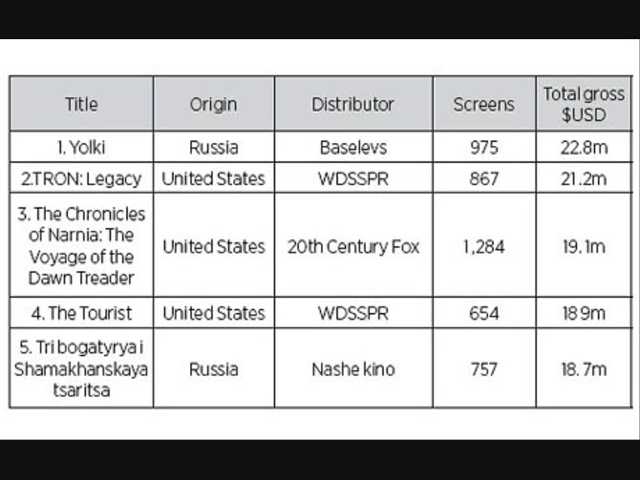 Title Origin Distributor Screens Total gross
$USD
1. Yolki Russia Baselevs 975 22.8m
2.TRON: Legacy United States WDSSPR 867 21.2m
3. The Chronicles
of Narnia: The
Voyage of the
Dawn Treader
United States 20th Century Fox 1,284 19.1m
4. The Tourist United States WDSSPR 654 189m
5. Tri bogatyrya i
Shamakhanskaya
tsaritsa
Russia Nashe kino 757 18.7m